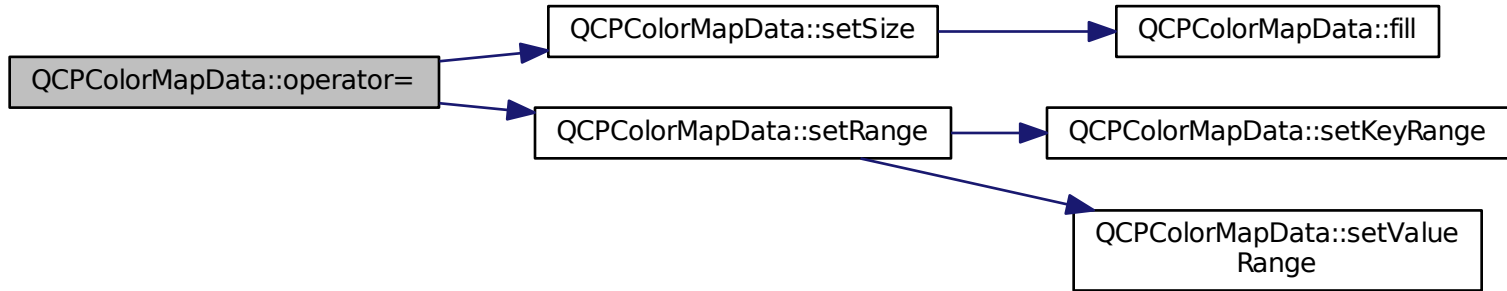 QCPColorMapData::operator=
QCPColorMapData::setSize
QCPColorMapData::fill
QCPColorMapData::setRange
QCPColorMapData::setKeyRange
QCPColorMapData::setValue
Range